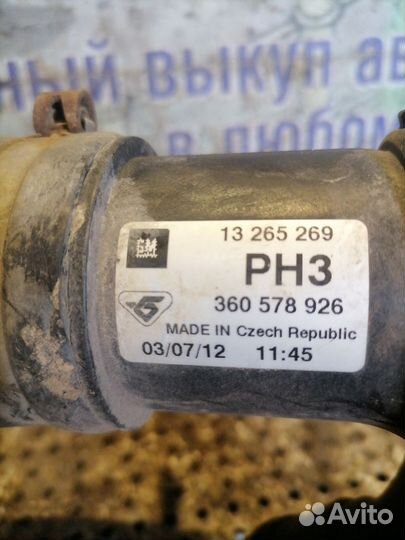 ный выкуп ав
в любом
GM
13 265 269
PH3
360 578 926
MADE IN Czech Republic
03/07/12 11:45
Avito